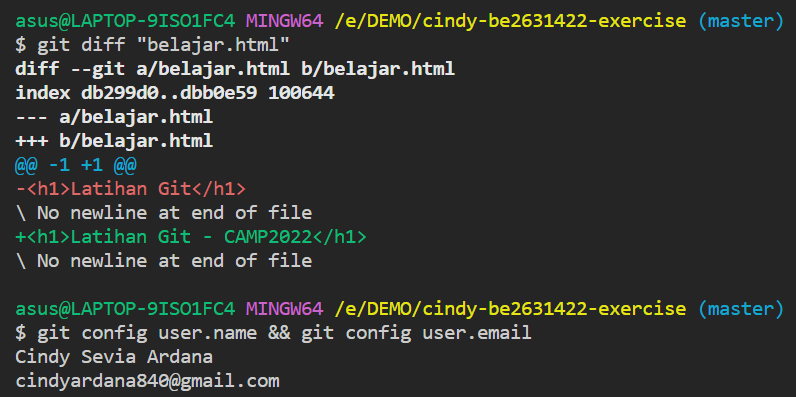 asus@LAPTOP-9ISO1FC4 MINGW64 /e/DEMO/cindy-be2631422-exercise (master)
$ git diff "belajar.html"
diff --git a/belajar.html b/belajar.html
index db299d0..dbb0e59 100644
--- a/belajar.html
+++ b/belajar.html
@@ -1 +1 @@
-<h1>Latihan Git</h1>
\ No newline at end of file
+<h1>Latihan Git - CAMP2022</h1>
\ No newline at end of file
asus@LAPTOP-9ISO1FC4 MINGW64 /e/DEMO/cindy-be2631422-exercise (master)
$ git config user.name && git config user.email
Cindy Sevia Ardana
cindyardana840@gmail.com